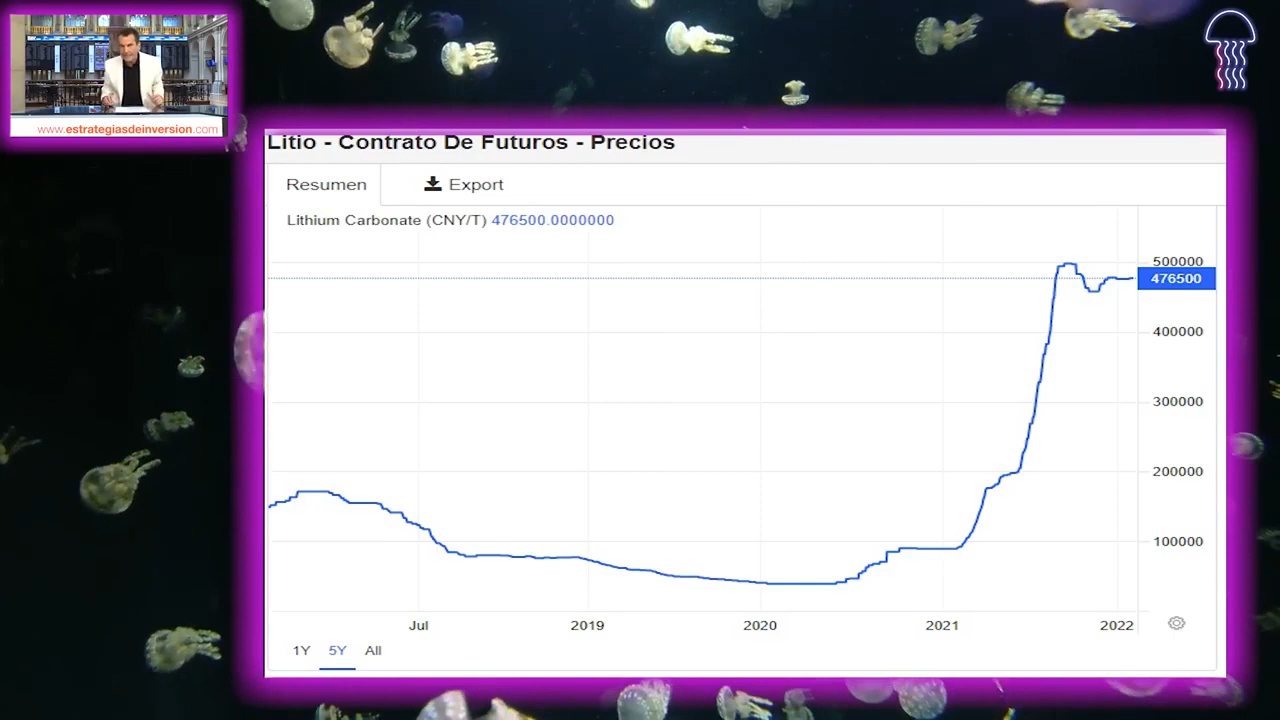 www.estrategiasdeinversion.com
Litio - Contrato De Futuros - Precios
Resumen
Export
Lithium Carbonate (CNY/T) 476500.0000000
500000
476500
400000
300000
200000
100000
Jul
2019
2020
2021
2022
1Y
5Y
All